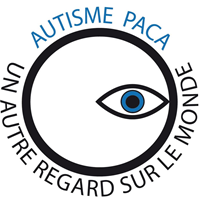 AUTISME PACA
UN AUTRE REGARD SUR LE MONDE